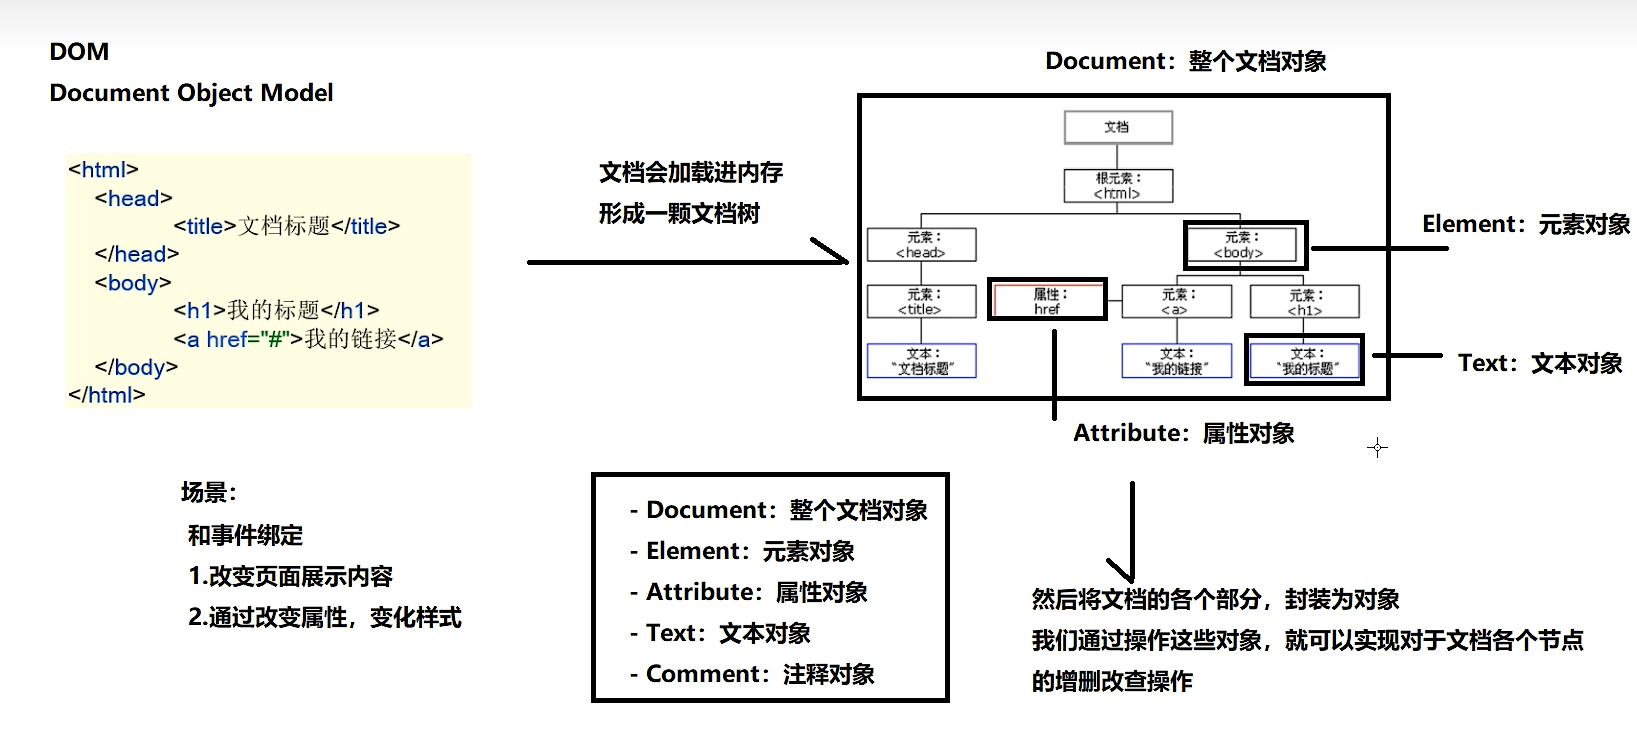 DOM
Document Object Model
<html>
<head>
<title>文档标题</title>
</head>
<body>
<h1>我的标题</h1>
<a href="#">我的链接</a>
</body>
</html>
文档会加载进内存
形成一颗文档树
Document：整个文档对象
文档
根元素：
<html>
元素：
<head>
元素：
<body>
元素：
<title>
属性：
href
元素：
<a>
元素：
<h1>
文本：
“文档标题”
文本：
“我的链接”
文本：
“我的标题”
Element：元素对象
Text：文本对象
Attribute：属性对象
场景：
和事件绑定
1.改变页面展示内容
2.通过改变属性，变化样式
- Document：整个文档对象
- Element：元素对象
- Attribute：属性对象
- Text：文本对象
- Comment：注释对象
然后将文档的各个部分，封装为对象
我们通过操作这些对象，就可以实现对于文档各个节点
的增删改查操作